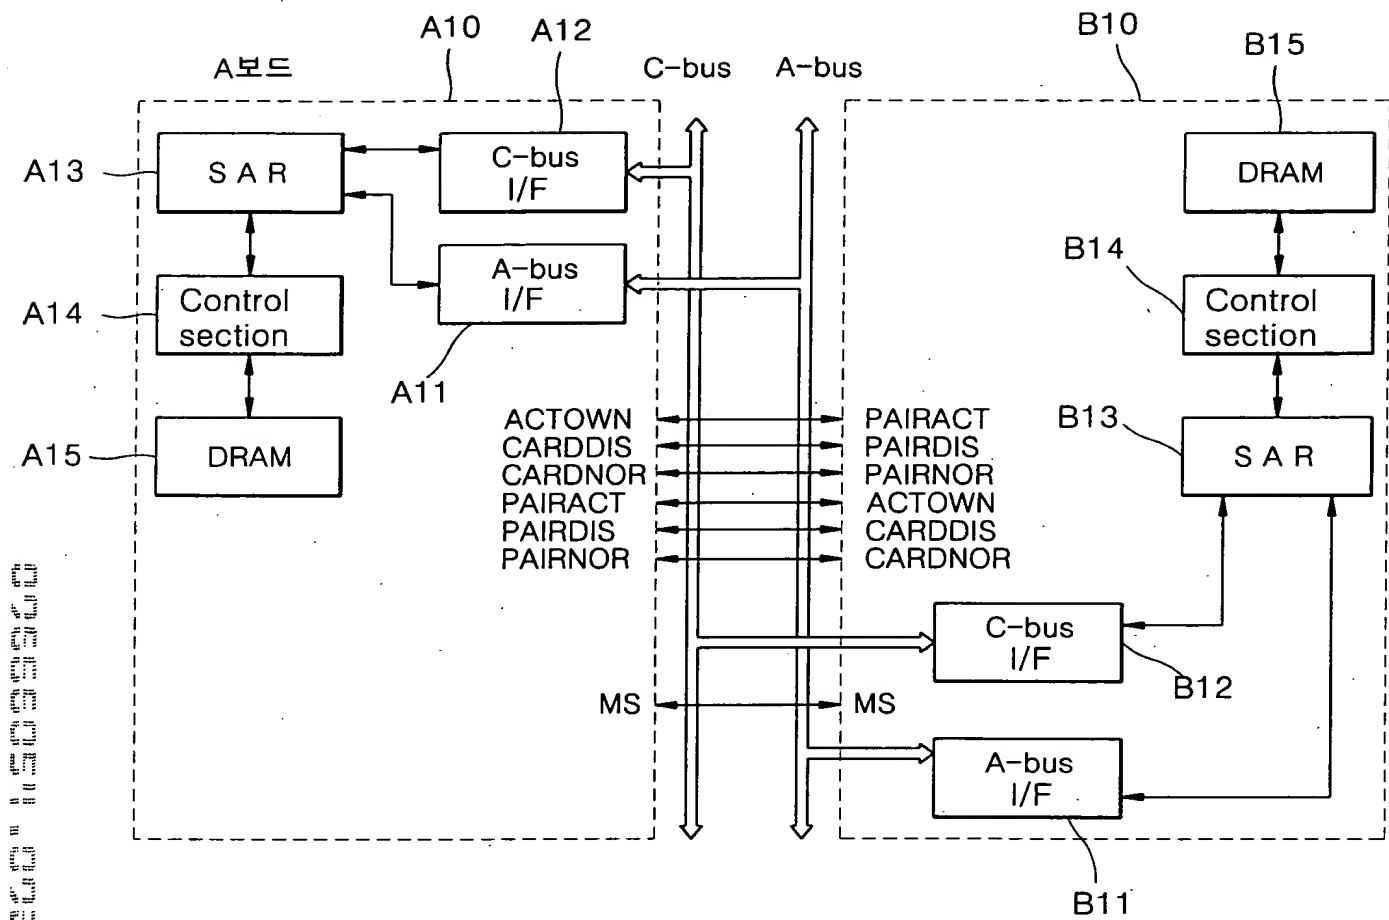 A10
A12
B10
B15
A보드
C-bus
A-bus
A13
S A R
C-bus
I/F
DRAM
A-bus
I/F
B14
A14
Control
section
Control
section
A11
ACTOWN
PAIRACT
B13
CARDDIS
PAIRDIS
A15
DRAM
CARDNOR
PAIRNOR
S A R
PAIRACT
ACTOWN
PAIRDIS
CARDDIS
PAIRNOR
CARDNOR
C-bus
I/F
B12
MS
MS
A-bus
I/F
B11